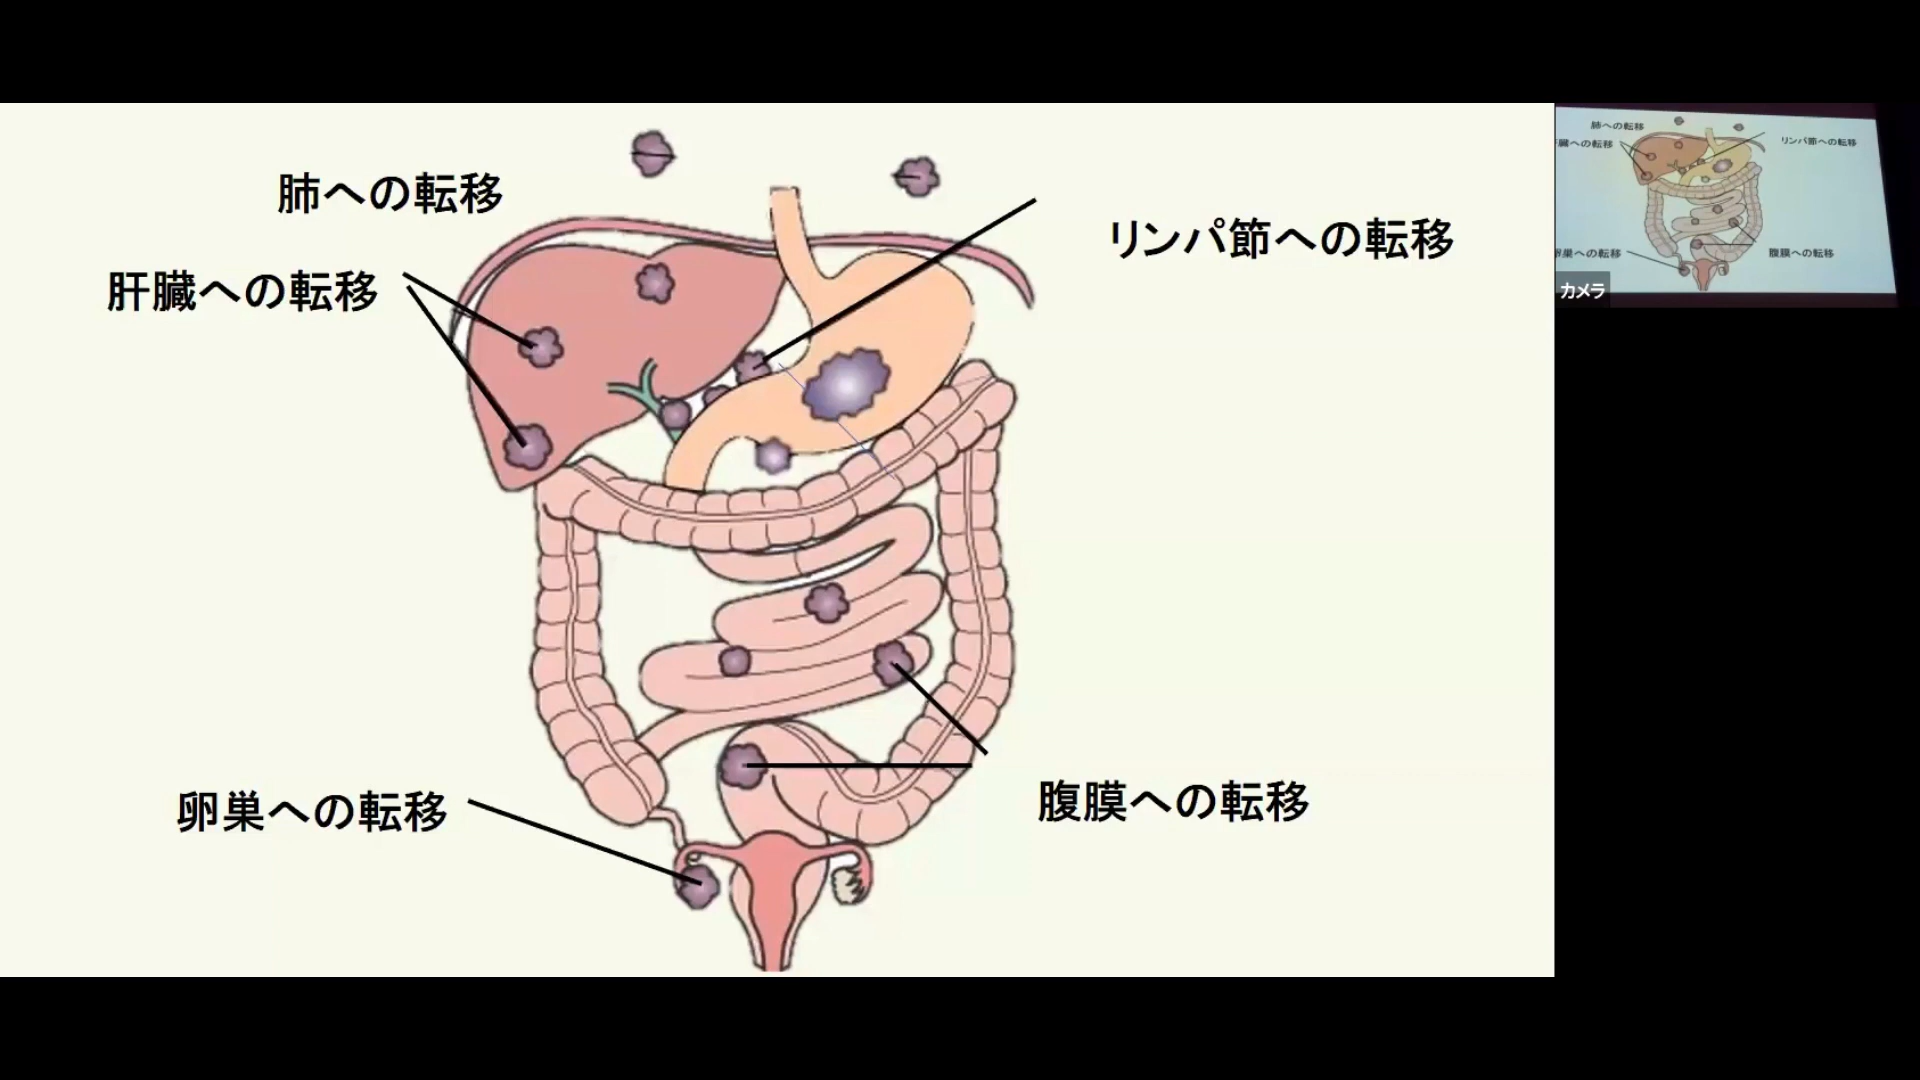 肺への転移
肝臓への転移
リンパ節への転移
卵巣への転移
腹膜への転移
肺への転移
臓への転移
リンパ節への転移
巣への転移
腹膜への転移
カメラ